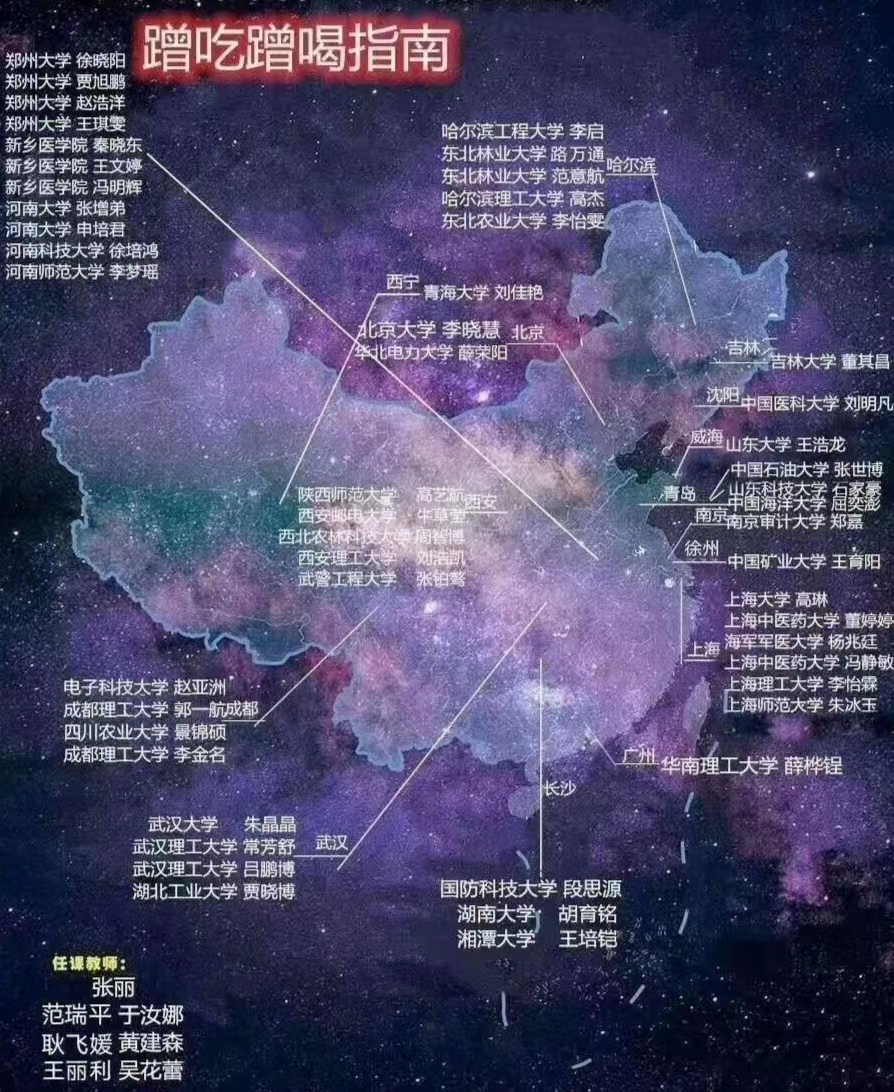 蹭吃蹭喝指南
郑州大学 徐晓阳
郑州大学 贾旭鹏
郑州大学 赵浩洋
郑州大学 王琪雯
新乡医学院 秦晓东
新乡医学院 王文婷
新乡医学院 冯明辉
河南大学 张增弟
河南大学 申培君
河南科技大学 徐培鸿
河南师范大学 李梦瑶
哈尔滨工程大学 李启
东北林业大学 路万通
东北林业大学 范意航
哈尔滨理工大学 高杰
东北农业大学 李怡雯
哈尔滨
西宁
青海大学 刘佳艳
北京大学 李晓慧
华北电力大学 薛荣阳
北京
吉林
吉林大学 董其昌
沈阳
中国医科大学 刘明凡
威海
山东大学 王浩龙
青岛
中国石油大学 张世博
山东科技大学 石家豪
中国海洋大学 屈奕澎
南京
南京审计大学 郑嘉
徐州
中国矿业大学 王育阳
陕西师范大学 高艺航
西安邮电大学 牛草莹
西北农林科技大学 周智博
西安理工大学 刘浩凯
武警工程大学 张铂骜
西安
上海
上海大学 高琳
上海中医药大学 董婷婷
海军军医大学 杨兆廷
上海中医药大学 冯静敏
上海理工大学 李怡霖
上海师范大学 朱冰玉
电子科技大学 赵亚洲
成都理工大学 郭一航
四川农业大学 景锦硕
成都理工大学 李金名
成都
广州
华南理工大学 薛桦锃
长沙
国防科技大学 段思源
湖南大学 胡育铭
湘潭大学 王培铠
武汉大学 朱晶晶
武汉理工大学 常芳舒
武汉理工大学 吕鹏博
湖北工业大学 贾晓博
武汉
任课教师：
张丽
范瑞平 于汝娜
耿飞媛 黄建森
王丽利 吴花蕾